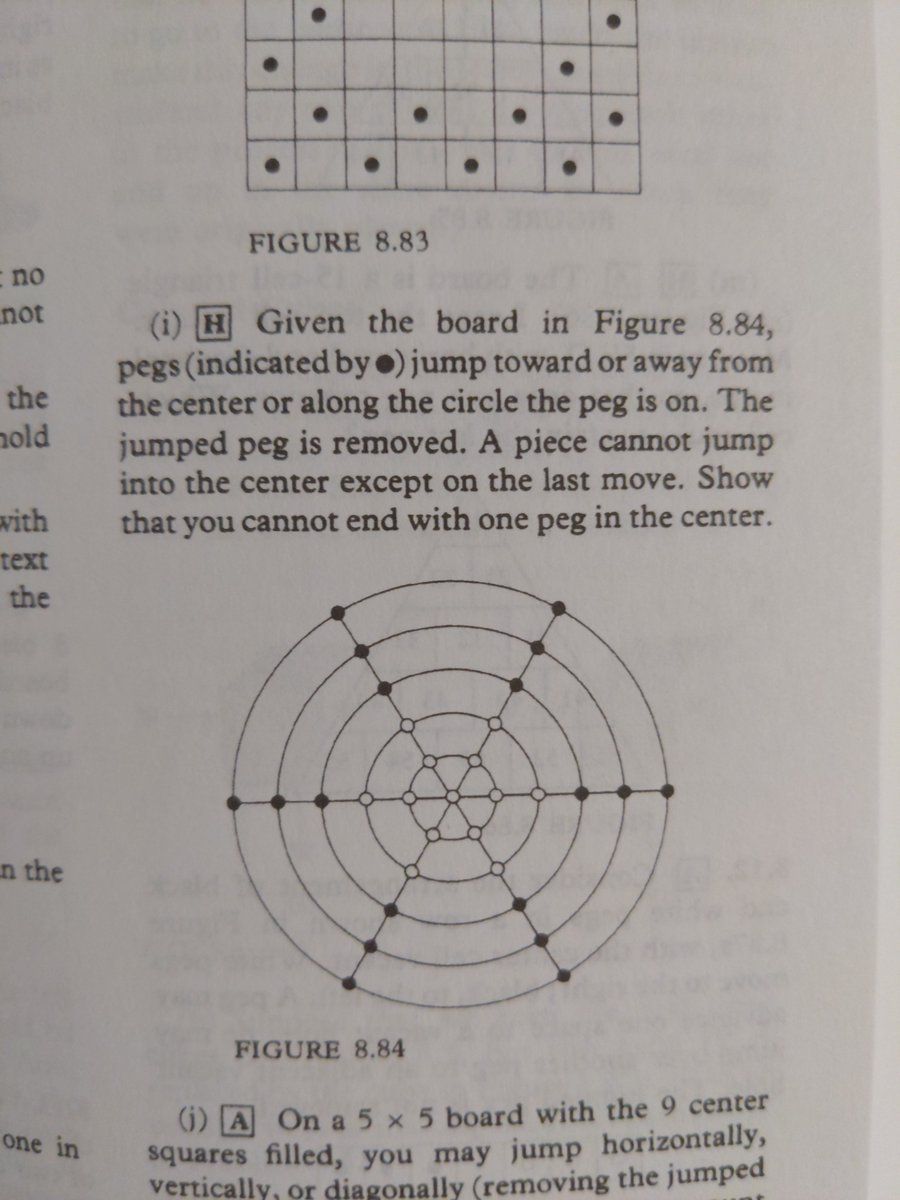 FIGURE 8.83
no
not
(i) H Given the board in Figure 8.84,
pegs (indicated by ●) jump toward or away from
the
the center or along the circle the peg is on. The
hold
jumped peg is removed. A piece cannot jump
into the center except on the last move. Show
with
that you cannot end with one peg in the center.
text
the
n the
FIGURE 8.84
(j) A On a 5 × 5 board with the 9 center
one in
squares filled, you may jump horizontally,
vertically, or diagonally (removing the jumped